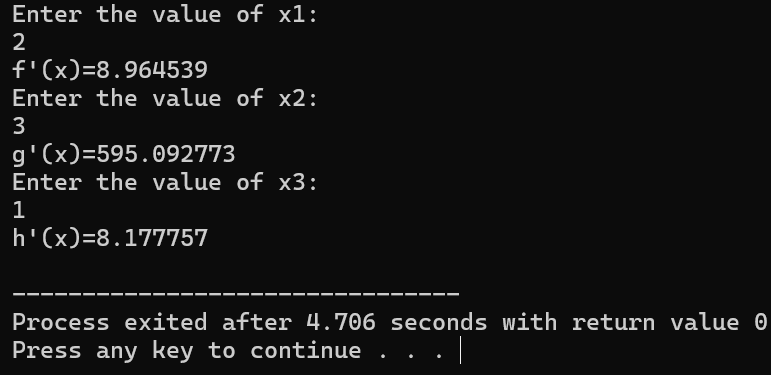 Enter the value of x1:
2
f'(x)=8.964539
Enter the value of x2:
3
g'(x)=595.092773
Enter the value of x3:
1
h'(x)=8.177757
--------------------------------
Process exited after 4.706 seconds with return value 0
Press any key to continue . . .